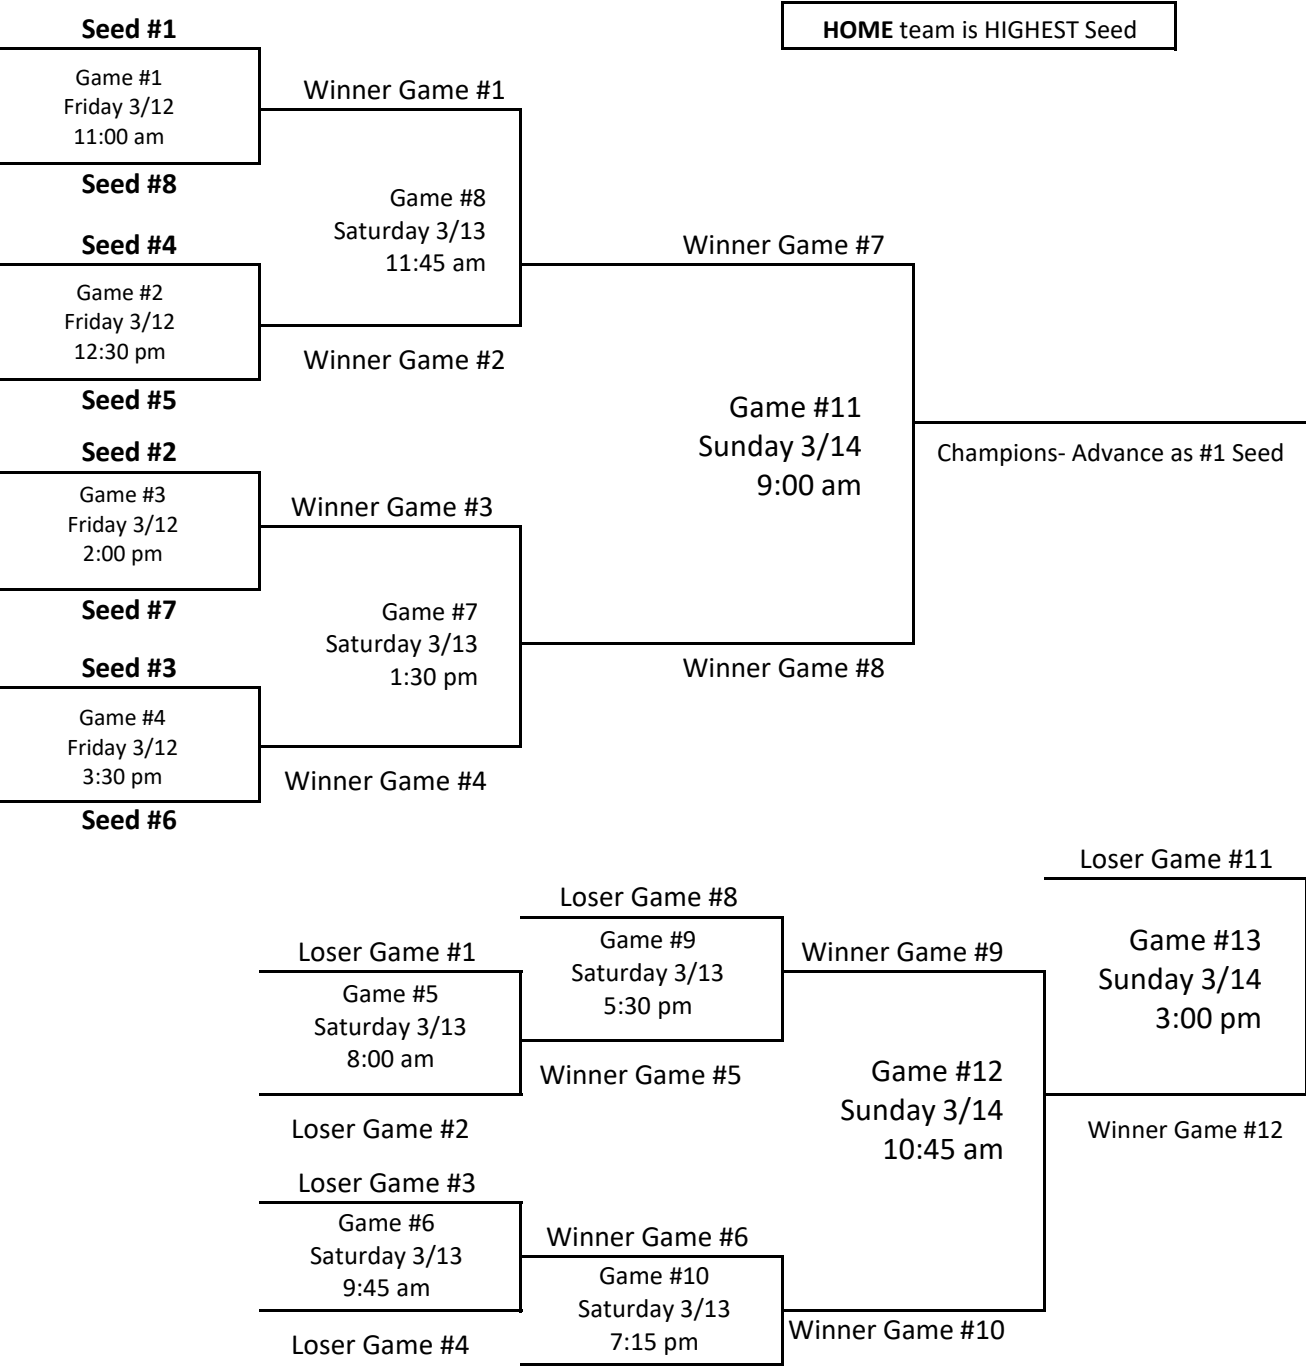 HOME team is HIGHEST Seed
Seed #1
Game #1
Friday 3/12
11:00 am
Seed #8
Winner Game #1
Game #8
Saturday 3/13
11:45 am
Winner Game #2
Seed #4
Game #2
Friday 3/12
12:30 pm
Seed #5
Winner Game #7
Game #11
Sunday 3/14
9:00 am
Winner Game #8
Champions- Advance as #1 Seed
Seed #2
Game #3
Friday 3/12
2:00 pm
Seed #7
Winner Game #3
Game #7
Saturday 3/13
1:30 pm
Winner Game #4
Seed #3
Game #4
Friday 3/12
3:30 pm
Seed #6
Loser Game #1
Game #5
Saturday 3/13
8:00 am
Loser Game #2
Loser Game #8
Game #9
Saturday 3/13
5:30 pm
Winner Game #5
Loser Game #3
Game #6
Saturday 3/13
9:45 am
Loser Game #4
Winner Game #6
Game #10
Saturday 3/13
7:15 pm
Winner Game #9
Game #12
Sunday 3/14
10:45 am
Winner Game #10
Loser Game #11
Game #13
Sunday 3/14
3:00 pm
Winner Game #12